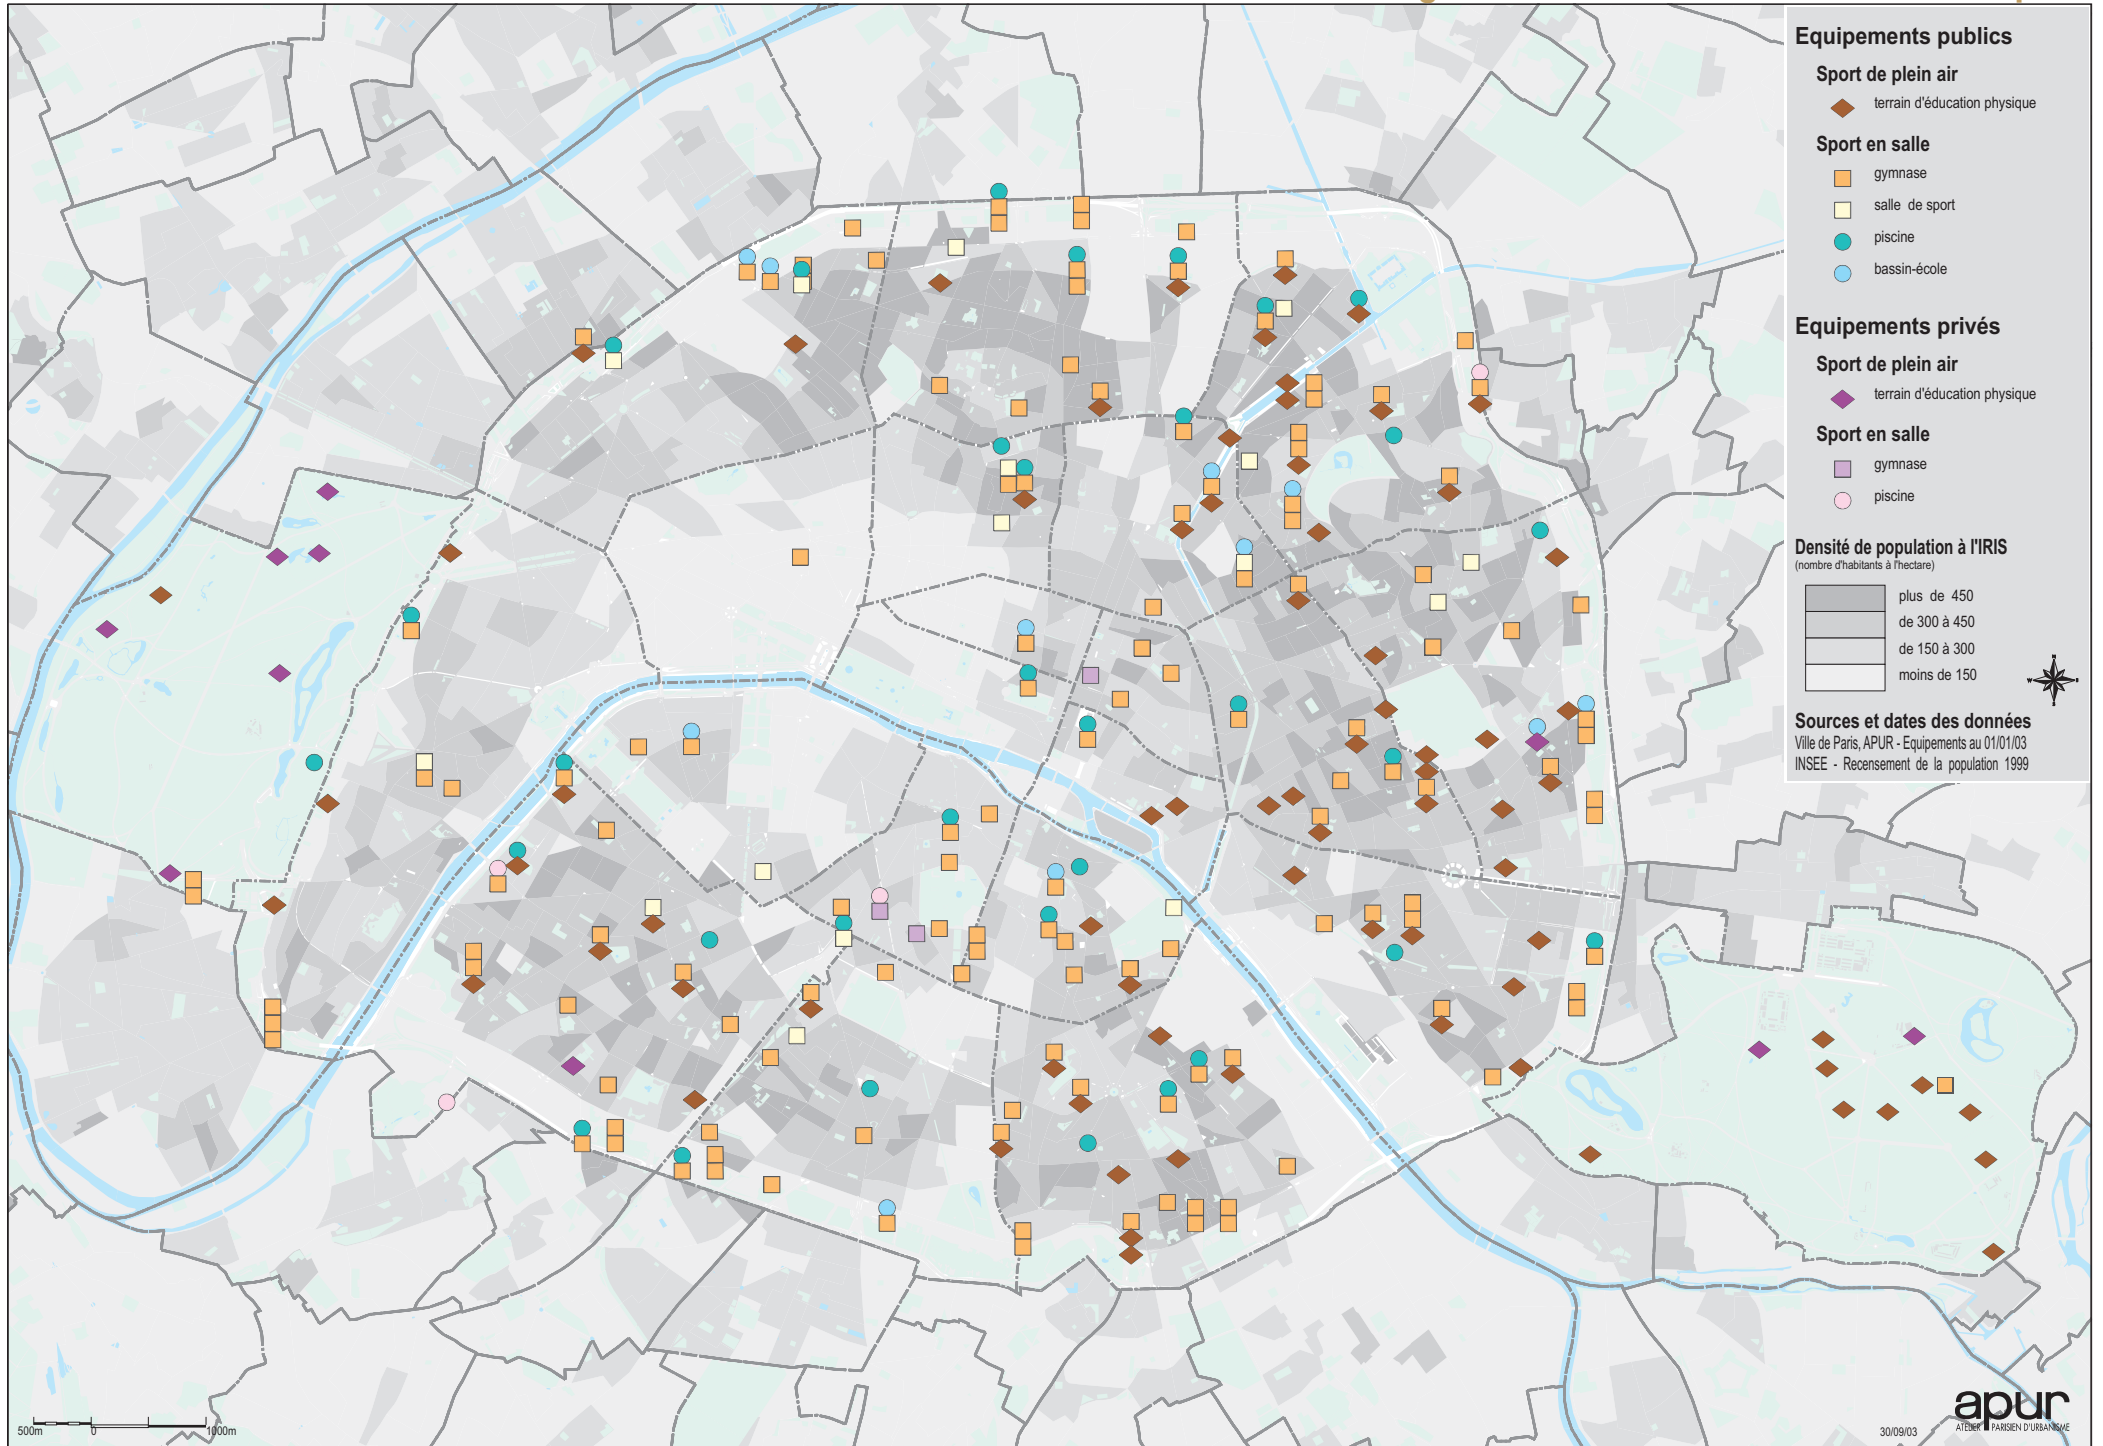 Equipements publics
Sport de plein air
terrain d'éducation physique
Sport en salle
gymnase
salle de sport
piscine
bassin-école
Equipements privés
Sport de plein air
terrain d'éducation physique
Sport en salle
gymnase
piscine
Densité de population à l'IRIS
(nombre d'habitants à l'hectare)
plus de 450
de 300 à 450
de 150 à 300
moins de 150
Sources et dates des données
Ville de Paris, APUR - Equipements au 01/01/03
INSEE - Recensement de la population 1999
500m 0 1000m
30/09/03
apur
ATELIER PARISIEN D'URBANISME